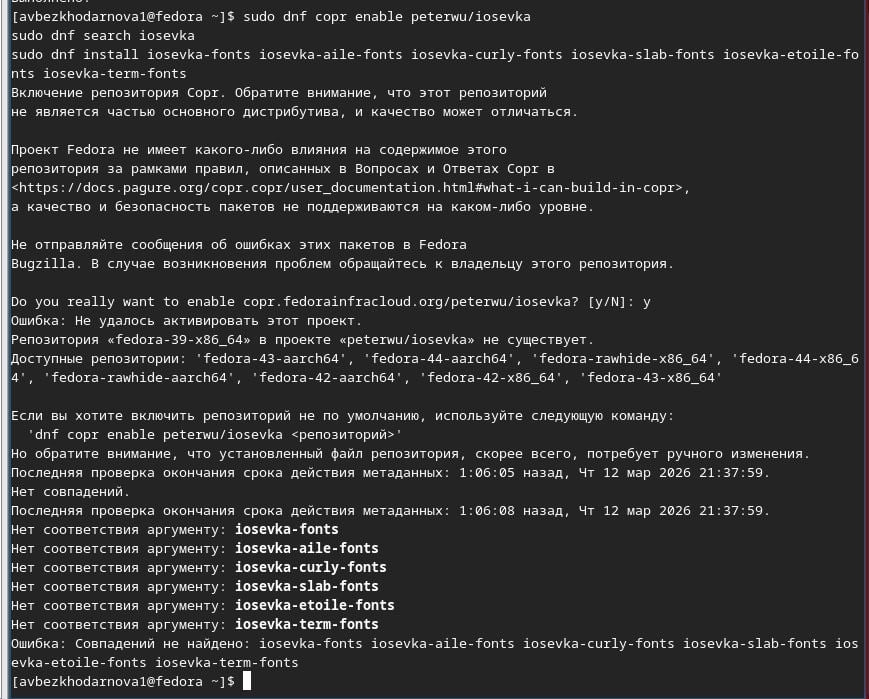 [avbezkhodarnova1@fedora ~]$ sudo dnf copr enable peterwu/iosevka
sudo dnf search iosevka
sudo dnf install iosevka-fonts iosevka-aile-fonts iosevka-curly-fonts iosevka-slab-fonts iosevka-etoile-fo
nts iosevka-term-fonts
Включение репозитория Copr. Обратите внимание, что этот репозиторий
не является частью основного дистрибутива, и качество может отличаться.
Проект Fedora не имеет какого-либо влияния на содержимое этого
репозитория за рамками правил, описанных в Вопросах и Ответах Copr в
<https://docs.pagure.org/copr.copr/user_documentation.html#what-i-can-build-in-copr>,
а качество и безопасность пакетов не поддерживаются на каком-либо уровне.
Не отправляйте сообщения об ошибках этих пакетов в Fedora
Bugzilla. В случае возникновения проблем обращайтесь к владельцу этого репозитория.
Do you really want to enable copr.fedorainfracloud.org/peterwu/iosevka? [y/N]: y
Ошибка: Не удалось активировать этот проект.
Репозитория «fedora-39-x86_64» в проекте «peterwu/iosevka» не существует.
Доступные репозитории: 'fedora-43-aarch64', 'fedora-44-aarch64', 'fedora-rawhide-x86_64', 'fedora-44-x86_6
4', 'fedora-rawhide-aarch64', 'fedora-42-aarch64', 'fedora-42-x86_64', 'fedora-43-x86_64'
Если вы хотите включить репозиторий не по умолчанию, используйте следующую команду:
'dnf copr enable peterwu/iosevka <репозиторий>'
Но обратите внимание, что установленный файл репозитория, скорее всего, потребует ручного изменения.
Последняя проверка окончания срока действия метаданных: 1:06:05 назад, Чт 12 мар 2026 21:37:59.
Нет совпадений.
Последняя проверка окончания срока действия метаданных: 1:06:08 назад, Чт 12 мар 2026 21:37:59.
Нет соответствия аргументу: iosevka-fonts
Нет соответствия аргументу: iosevka-aile-fonts
Нет соответствия аргументу: iosevka-curly-fonts
Нет соответствия аргументу: iosevka-slab-fonts
Нет соответствия аргументу: iosevka-etoile-fonts
Нет соответствия аргументу: iosevka-term-fonts
Ошибка: Совпадений не найдено: iosevka-fonts iosevka-aile-fonts iosevka-curly-fonts iosevka-slab-fonts ios
evka-etoile-fonts iosevka-term-fonts
[avbezkhodarnova1@fedora ~]$